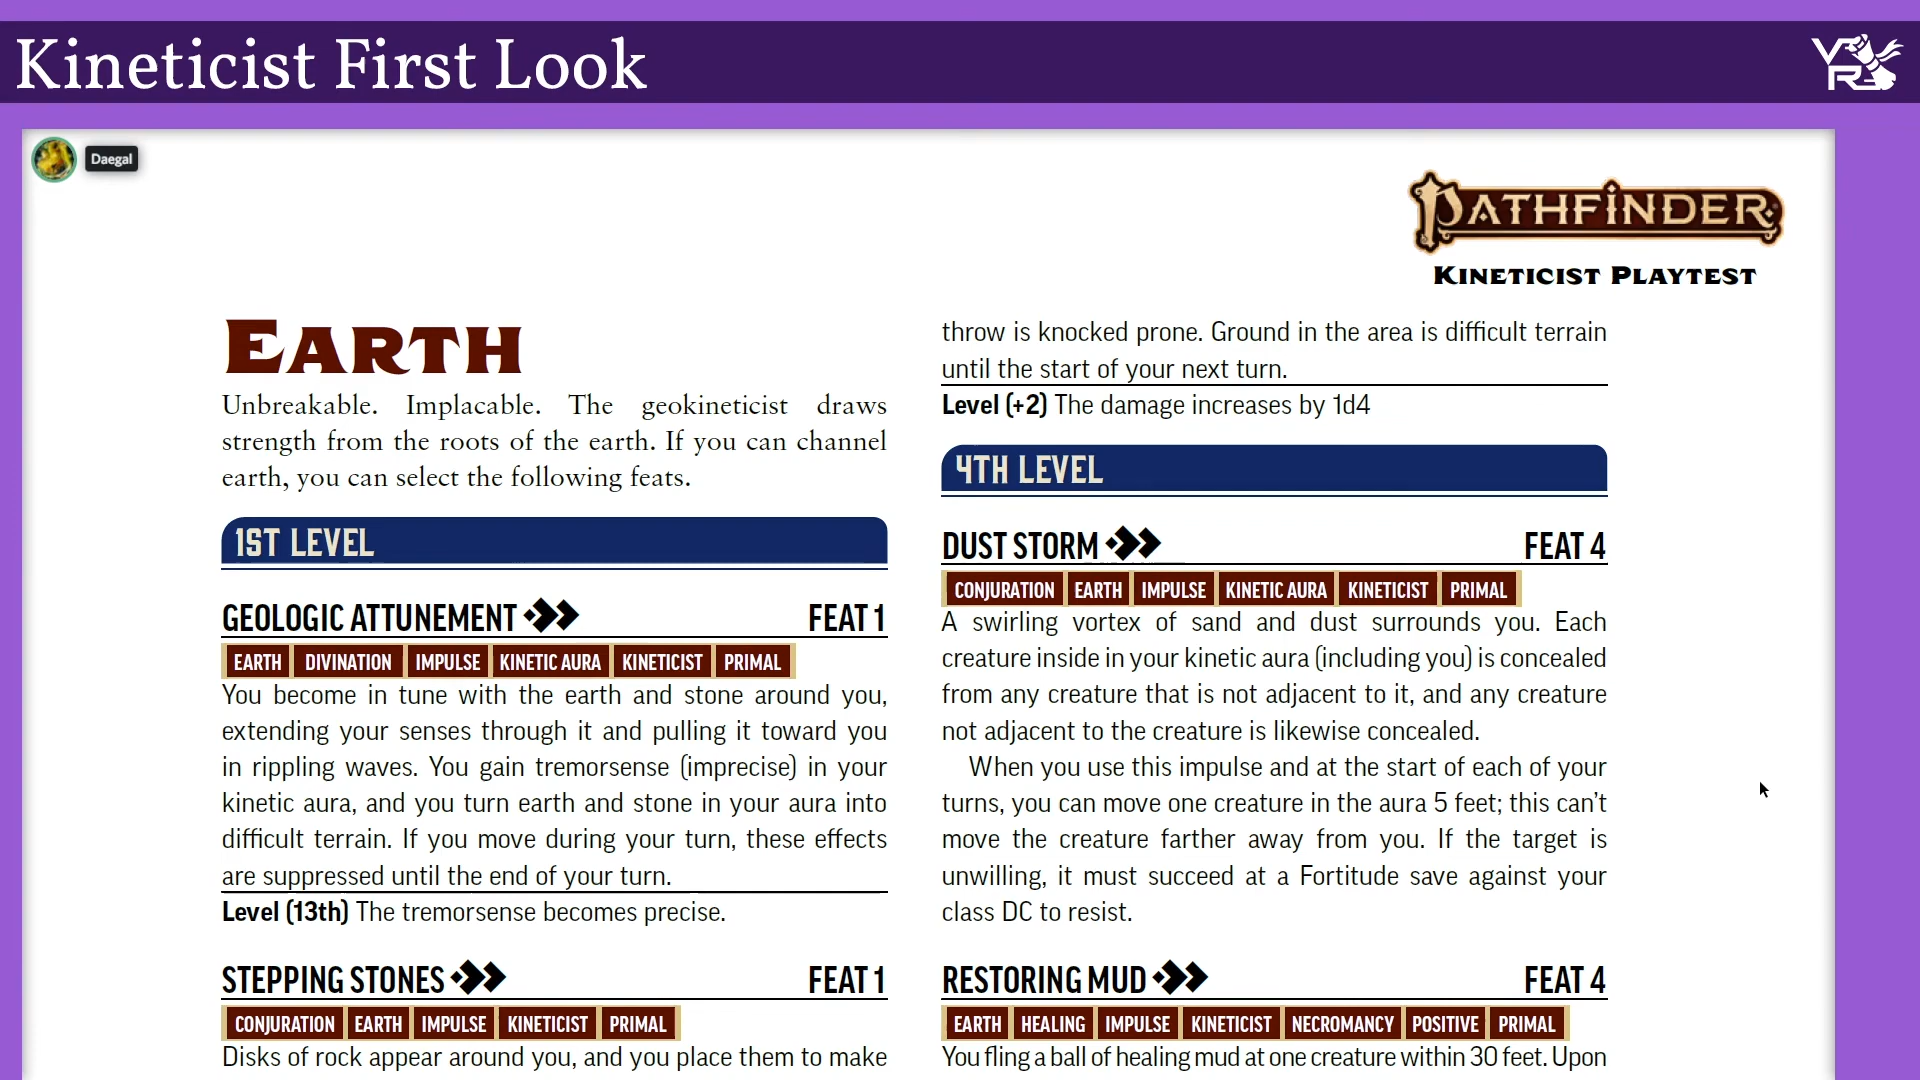 Kineticist First Look
VR
Daegal
PATHFINDER
KINETICIST PLAYTEST
EARTH
Unbreakable. Implacable. The geokineticist draws
strength from the roots of the earth. If you can channel
earth, you can select the following feats.
1ST LEVEL
GEOLOGIC ATTUNEMENT FEAT 1
EARTH DIVINATION IMPULSE KINETIC AURA KINETICIST PRIMAL
You become in tune with the earth and stone around you,
extending your senses through it and pulling it toward you
in rippling waves. You gain tremorsense (imprecise) in your
kinetic aura, and you turn earth and stone in your aura into
difficult terrain. If you move during your turn, these effects
are suppressed until the end of your turn.
Level (13th) The tremorsense becomes precise.
STEPPING STONES FEAT 1
CONJURATION EARTH IMPULSE KINETICIST PRIMAL
Disks of rock appear around you, and you place them to make
throw is knocked prone. Ground in the area is difficult terrain
until the start of your next turn.
Level (+2) The damage increases by 1d4
4TH LEVEL
DUST STORM FEAT 4
CONJURATION EARTH IMPULSE KINETIC AURA KINETICIST PRIMAL
A swirling vortex of sand and dust surrounds you. Each
creature inside in your kinetic aura (including you) is concealed
from any creature that is not adjacent to it, and any creature
not adjacent to the creature is likewise concealed.
When you use this impulse and at the start of each of your
turns, you can move one creature in the aura 5 feet; this can't
move the creature farther away from you. If the target is
unwilling, it must succeed at a Fortitude save against your
class DC to resist.
RESTORING MUD FEAT 4
EARTH HEALING IMPULSE KINETICIST NECROMANCY POSITIVE PRIMAL
You fling a ball of healing mud at one creature within 30 feet. Upon